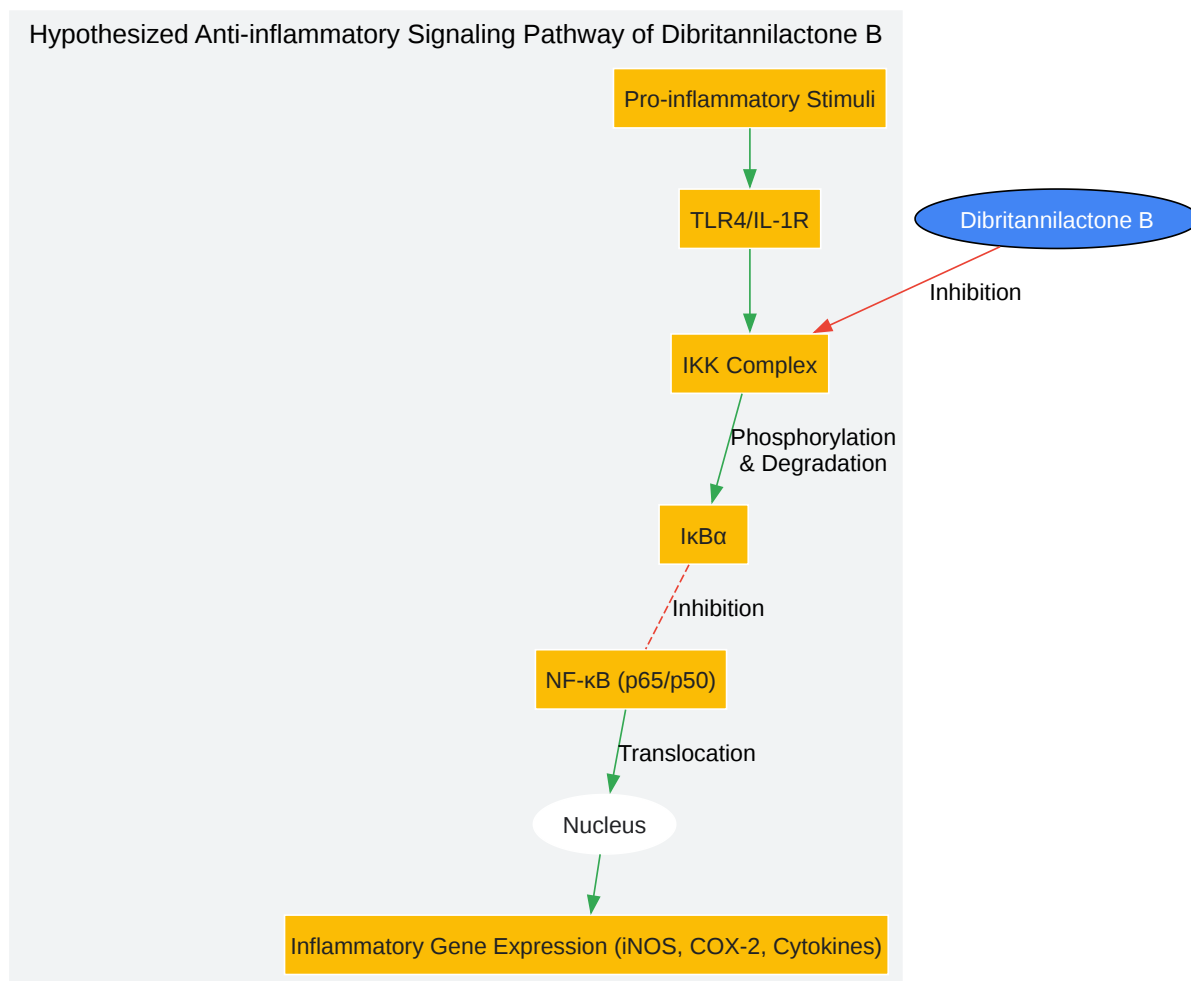 Hypothesized Anti-inflammatory Signaling Pathway of Dibritannilactone B
Pro-inflammatory Stimuli
TLR4/IL-1R
Dibritannilactone B
Inhibition
IKK Complex
Phosphorylation
& Degradation
IκBα
Inhibition
NF-κB (p65/p50)
Translocation
Nucleus
Inflammatory Gene Expression (iNOS, COX-2, Cytokines)